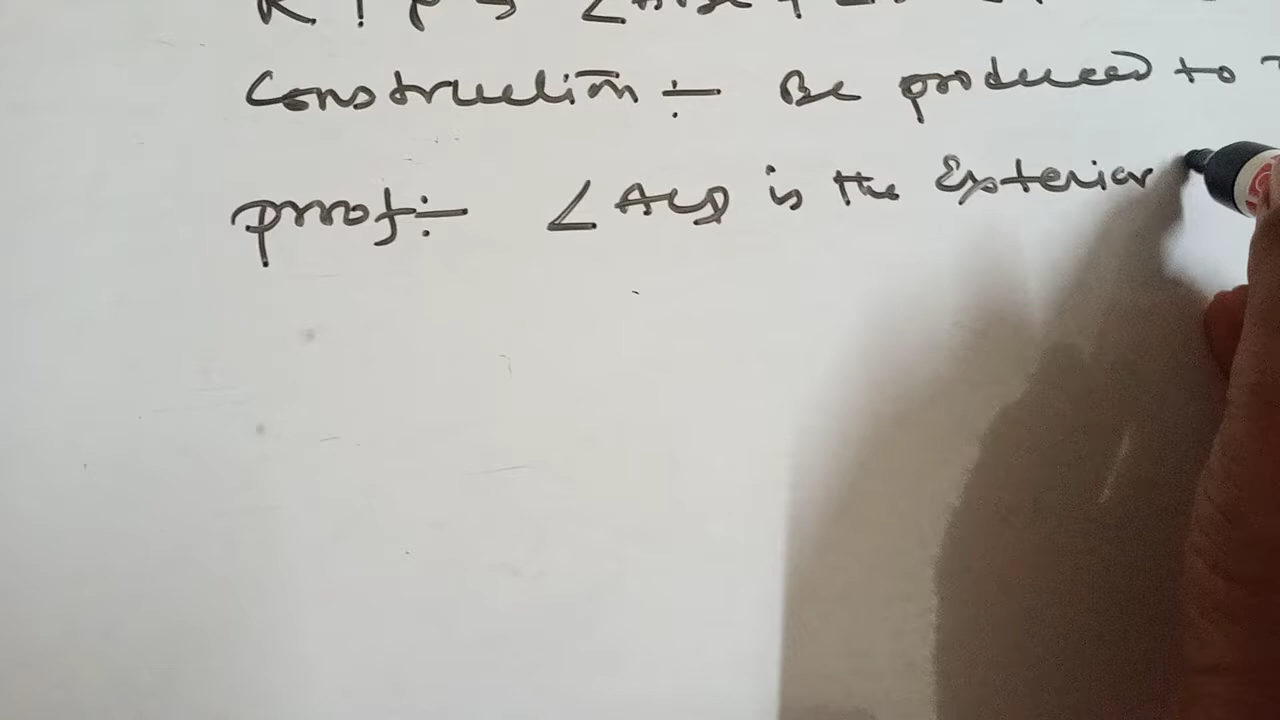 Construction :- BC produced to
proof :- ∠ACD is the Exterior